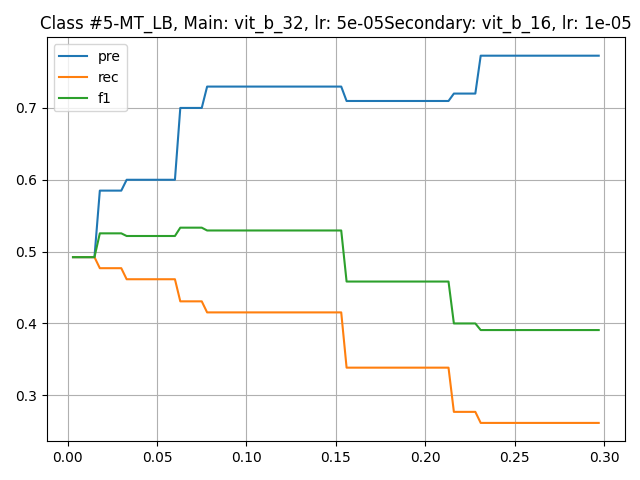 Class #5-MT_LB, Main: vit_b_32, lr: 5e-05Secondary: vit_b_16, lr: 1e-05
pre
rec
f1
0.7
0.6
0.5
0.4
0.3
0.00 0.05 0.10 0.15 0.20 0.25 0.30